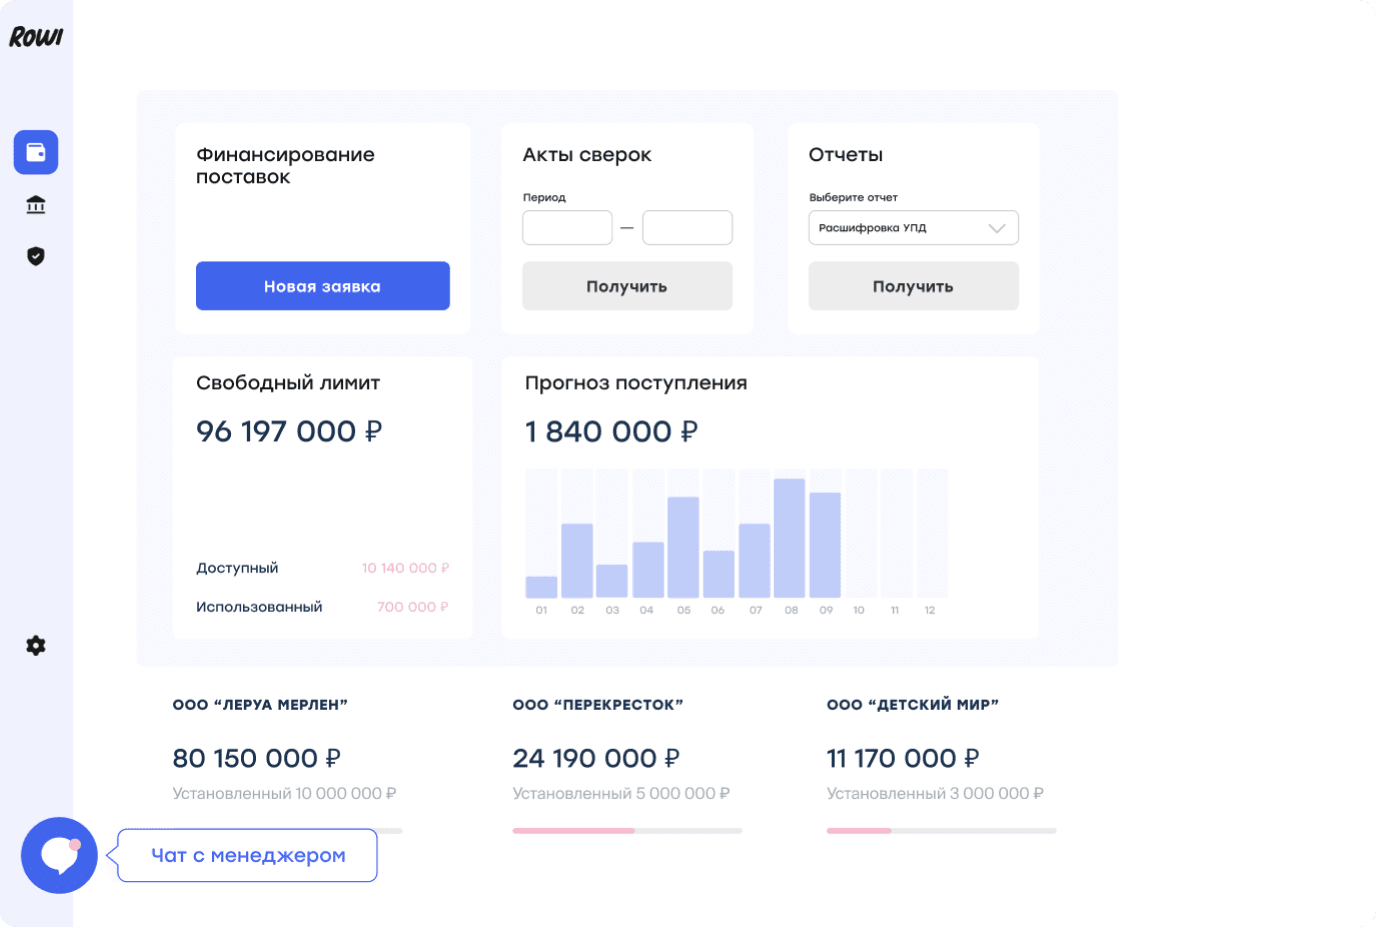 ROWI
Финансирование
поставок
Новая заявка
Акты сверок
Период
—
Получить
Отчеты
Выберите отчет
Расшифровка УПД
Получить
Свободный лимит
96 197 000 ₽
Доступный 10 140 000 ₽
Использованный 700 000 ₽
Прогноз поступления
1 840 000 ₽
01 02 03 04 05 06 07 08 09 10 11 12
ООО “ЛЕРУА МЕРЛЕН”
80 150 000 ₽
Установленный 10 000 000 ₽
ООО “ПЕРЕКРЕСТОК”
24 190 000 ₽
Установленный 5 000 000 ₽
ООО “ДЕТСКИЙ МИР”
11 170 000 ₽
Установленный 3 000 000 ₽
Чат с менеджером